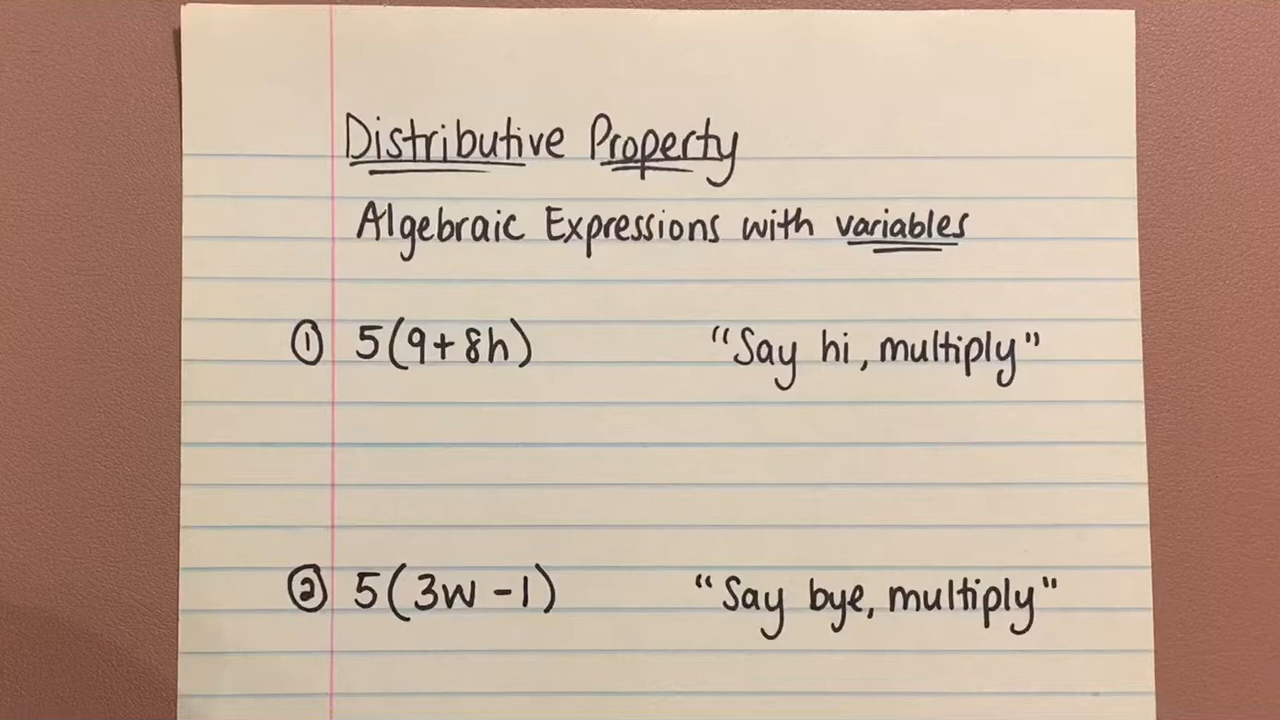 Distributive Property
Algebraic Expressions with variables
① 5(9+8h) "Say hi, multiply"
② 5(3w -1) "Say bye, multiply"